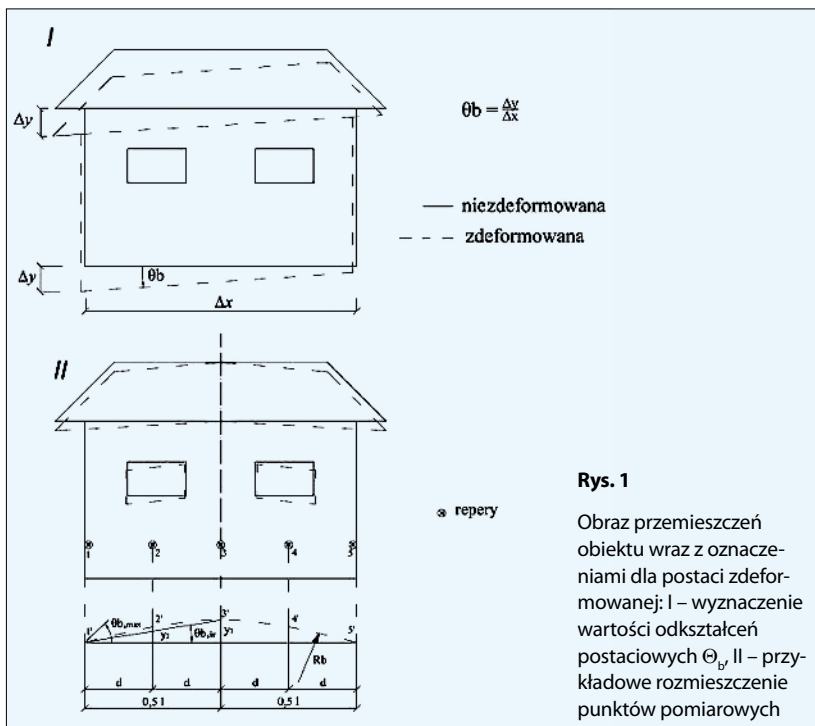 I
Δy
θb = Δy/Δx
niezdeformowana
zdeformowana
Δy
θb
Δx
II
repery
1 2 3 4 5
1' θb,max 2' 3' 4' 5'
y₂ θb,śr y₃
Rb
d d d d
0,5 l 0,5 l
Rys. 1
Obraz przemieszczeń
obiektu wraz z oznacze-
niami dla postaci zdefor-
mowanej: I – wyznaczenie
wartości odkształceń
postaciowych Θb, II – przy-
kładowe rozmieszczenie
punktów pomiarowych